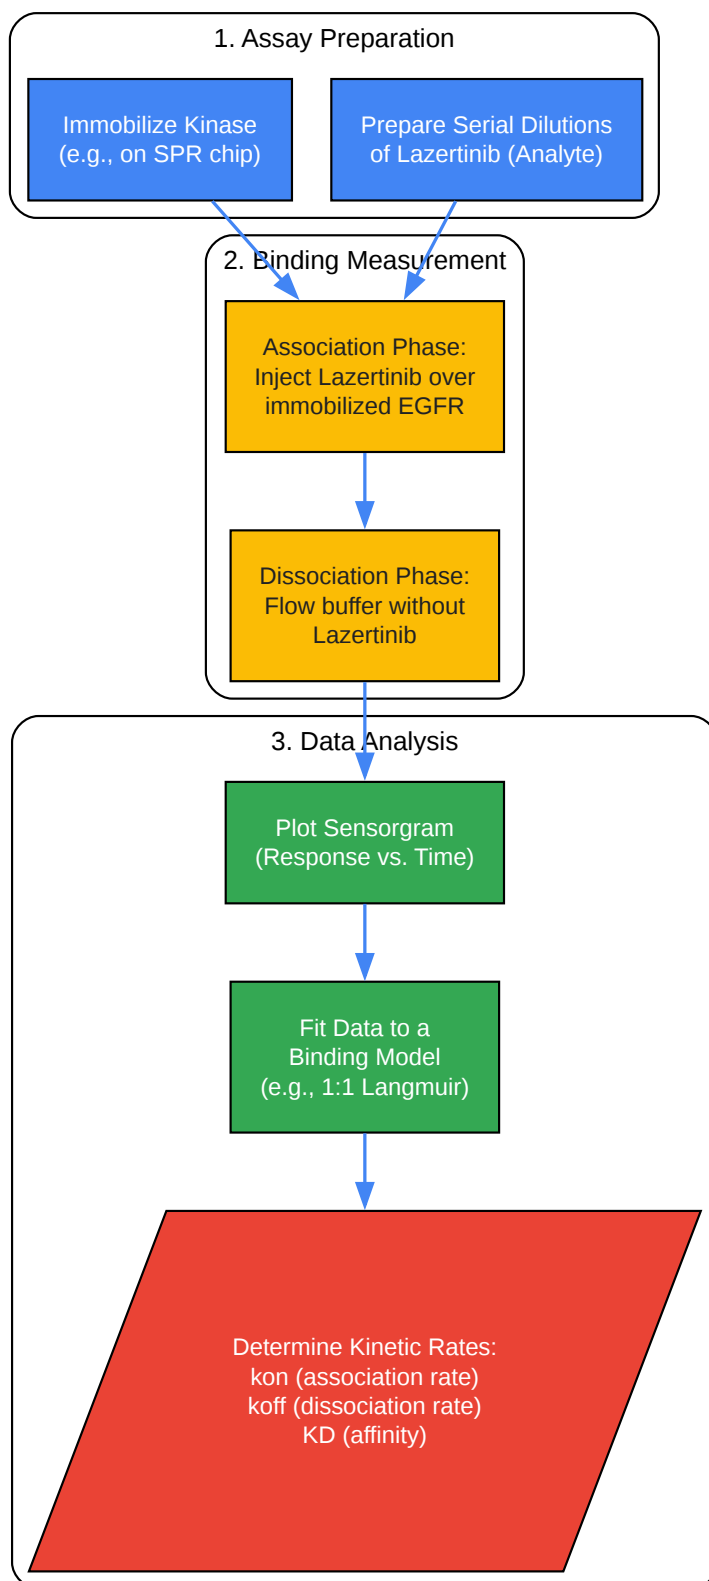 1. Assay Preparation
Immobilize Kinase
(e.g., on SPR chip)
Prepare Serial Dilutions
of Lazertinib (Analyte)
2. Binding Measurement
Association Phase:
Inject Lazertinib over
immobilized EGFR
Dissociation Phase:
Flow buffer without
Lazertinib
3. Data Analysis
Plot Sensorgram
(Response vs. Time)
Fit Data to a
Binding Model
(e.g., 1:1 Langmuir)
Determine Kinetic Rates:
kon (association rate)
koff (dissociation rate)
KD (affinity)